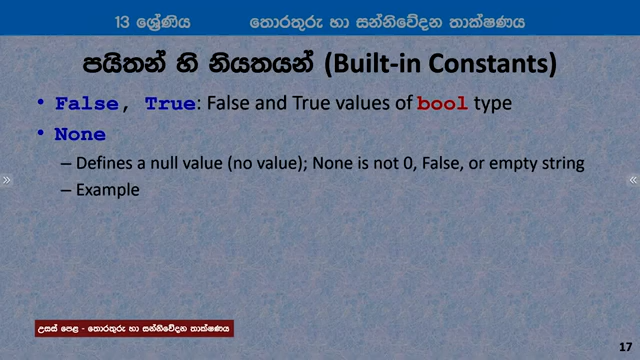 13 ශ්‍රේණිය තොරතුරු හා සන්නිවේදන තාක්ෂණය
පයිතන් හි නියතයන් (Built-in Constants)
• False, True: False and True values of bool type
• None
– Defines a null value (no value); None is not 0, False, or empty string
– Example
උසස් පෙළ - තොරතුරු හා සන්නිවේදන තාක්ෂණය
17